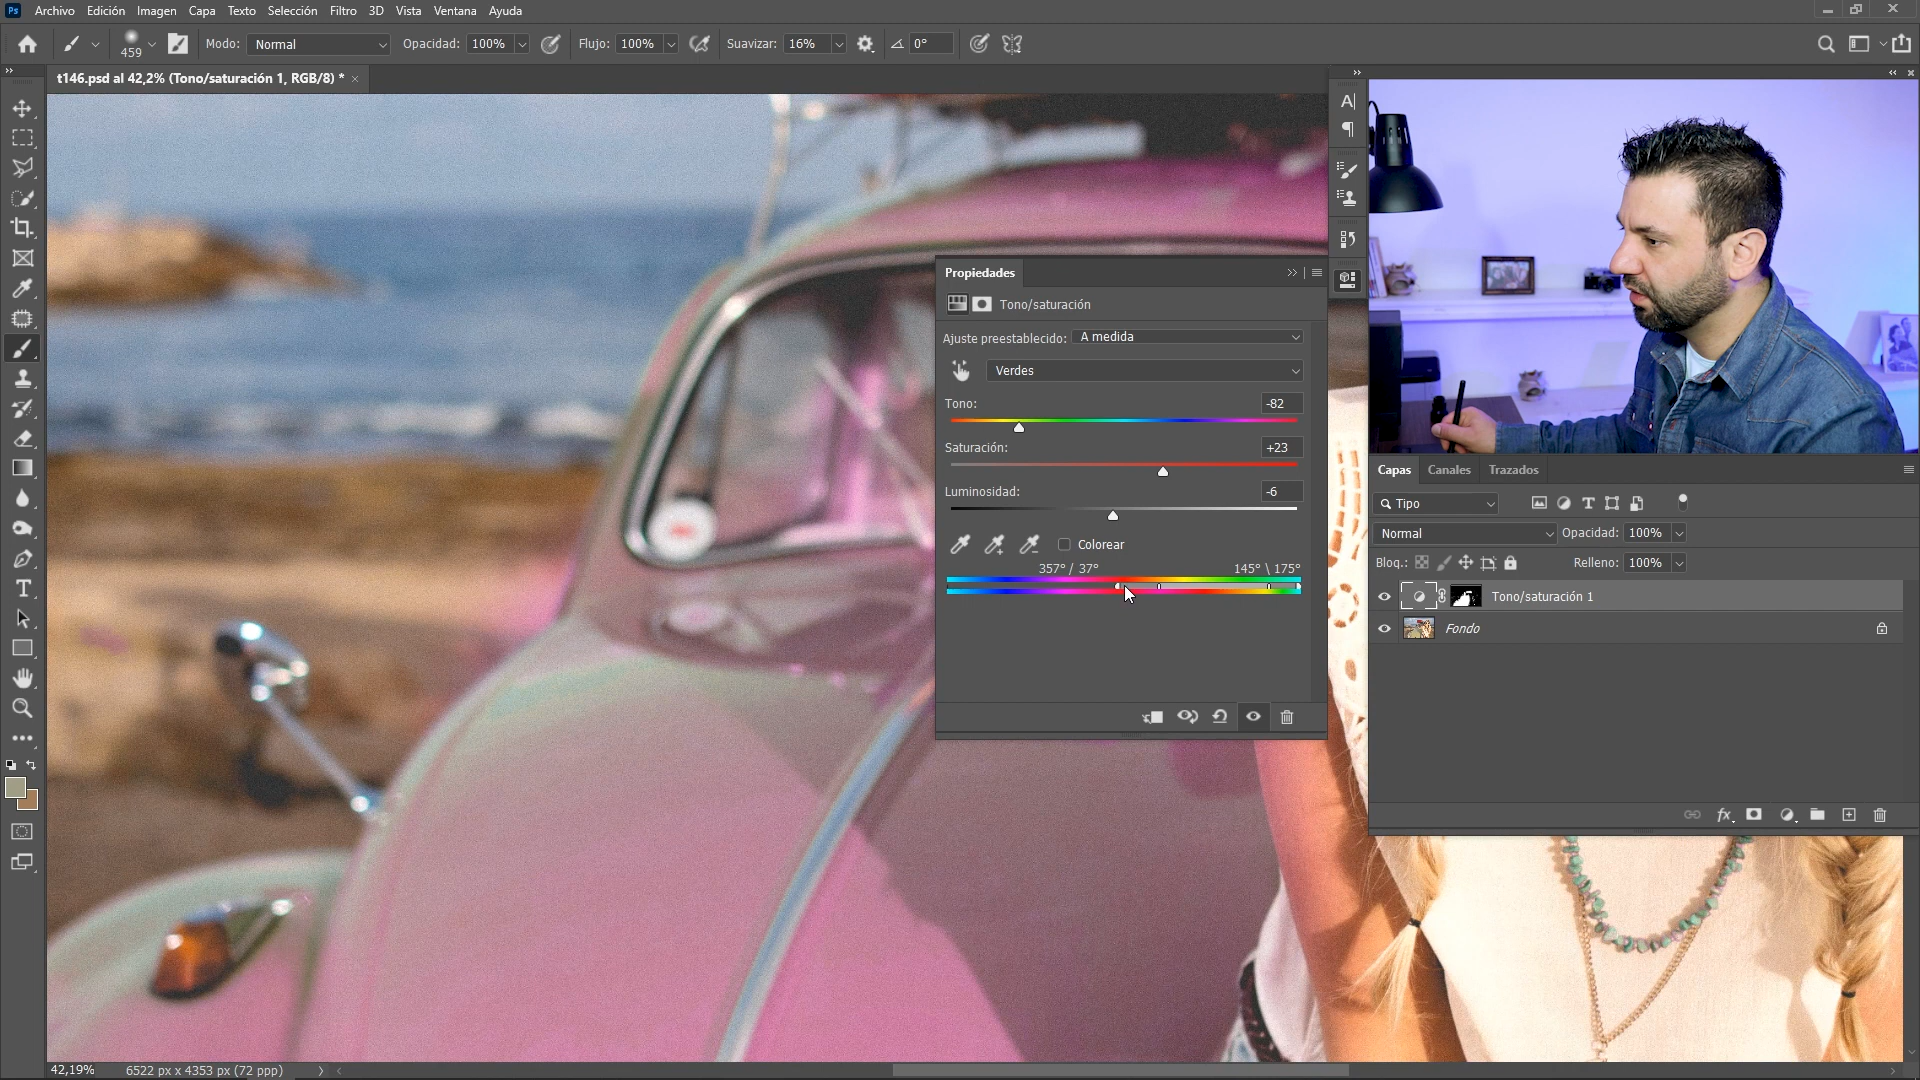 Ps Archivo Edición Imagen Capa Texto Selección Filtro 3D Vista Ventana Ayuda
459 Modo: Normal Opacidad: 100% Flujo: 100% Suavizar: 16% 0°
t146.psd al 42,2% (Tono/saturación 1, RGB/8) *
Propiedades
Tono/saturación
Ajuste preestablecido: A medida
Verdes
Tono: -82
Saturación: +23
Luminosidad: -6
Colorear
357° / 37° 145° \ 175°
Capas Canales Trazados
Tipo
Normal Opacidad: 100%
Bloq.: Relleno: 100%
Tono/saturación 1
Fondo
fx
42,19% 6522 px x 4353 px (72 ppp)